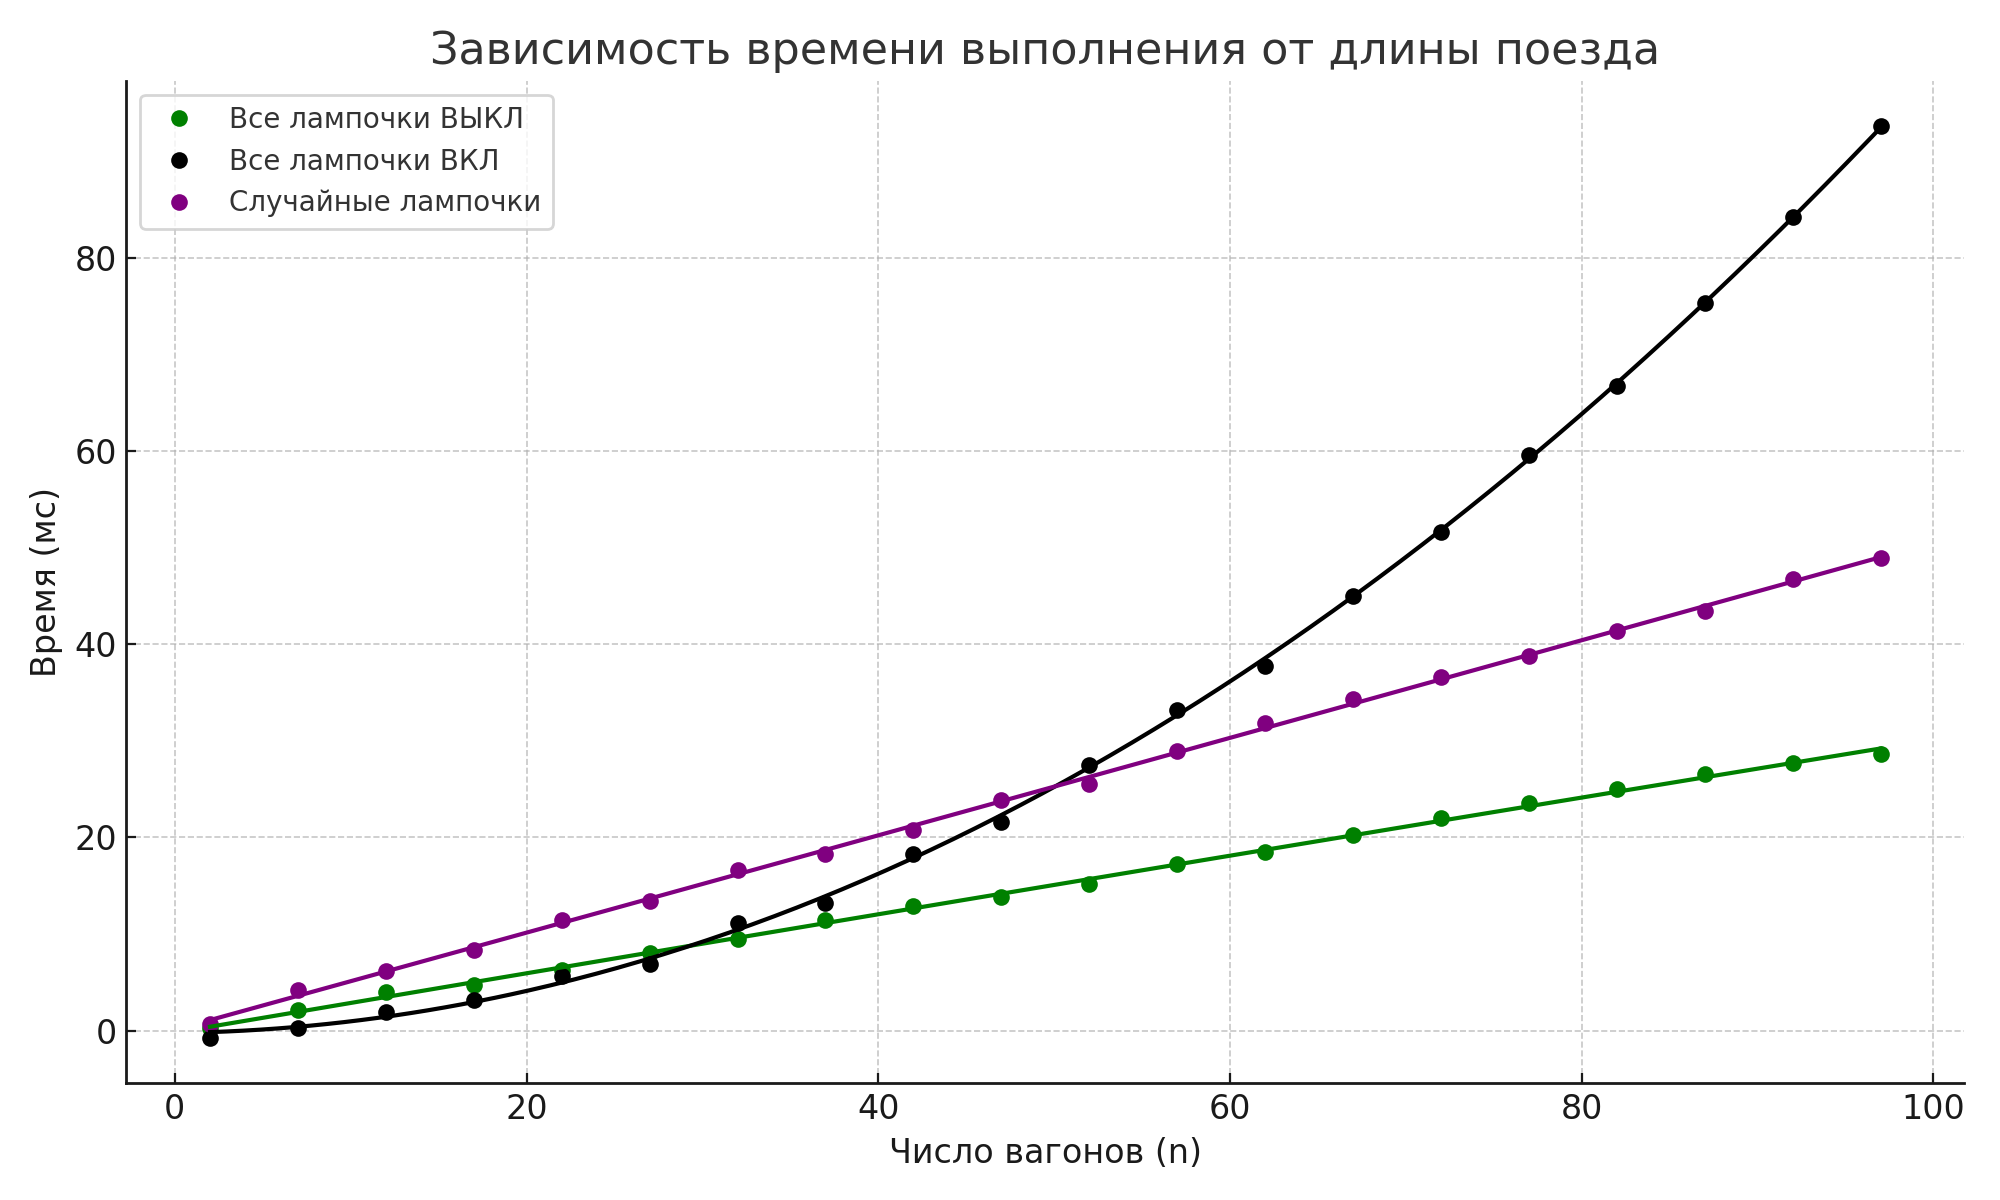 Зависимость времени выполнения от длины поезда
Все лампочки ВЫКЛ
Все лампочки ВКЛ
Случайные лампочки
Время (мс)
80
60
40
20
0
0 20 40 60 80 100
Число вагонов (n)